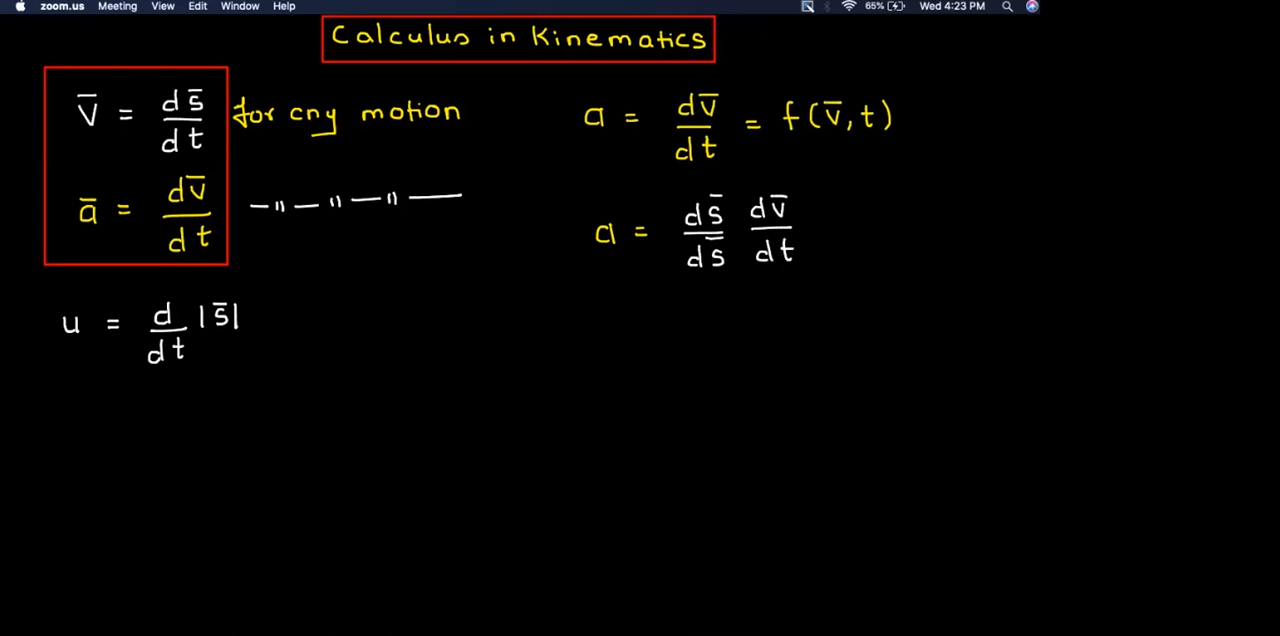 zoom.us Meeting View Edit Window Help 65% Wed 4:23 PM
Calculus in Kinematics
V̄ = ds̄/dt for any motion
ā = dv̄/dt —〃—〃—〃—
u = d/dt |s̄|
a = dv̄/dt = f(v̄,t)
a = ds̄/ds̄ dv̄/dt